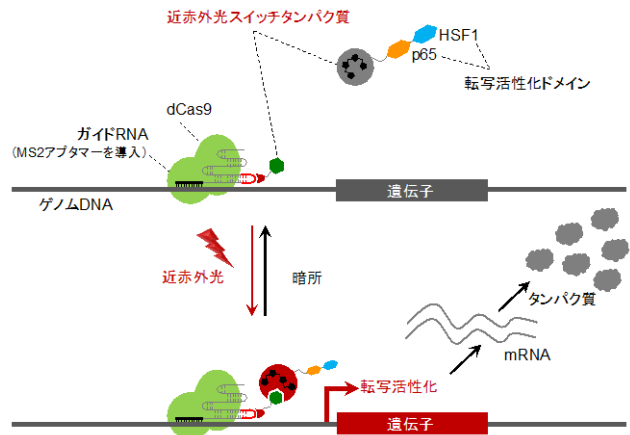 近赤外光スイッチタンパク質
HSF1
p65
転写活性化ドメイン
dCas9
ガイドRNA
(MS2アプタマーを導入)
ゲノムDNA
遺伝子
近赤外光
暗所
タンパク質
mRNA
転写活性化
遺伝子